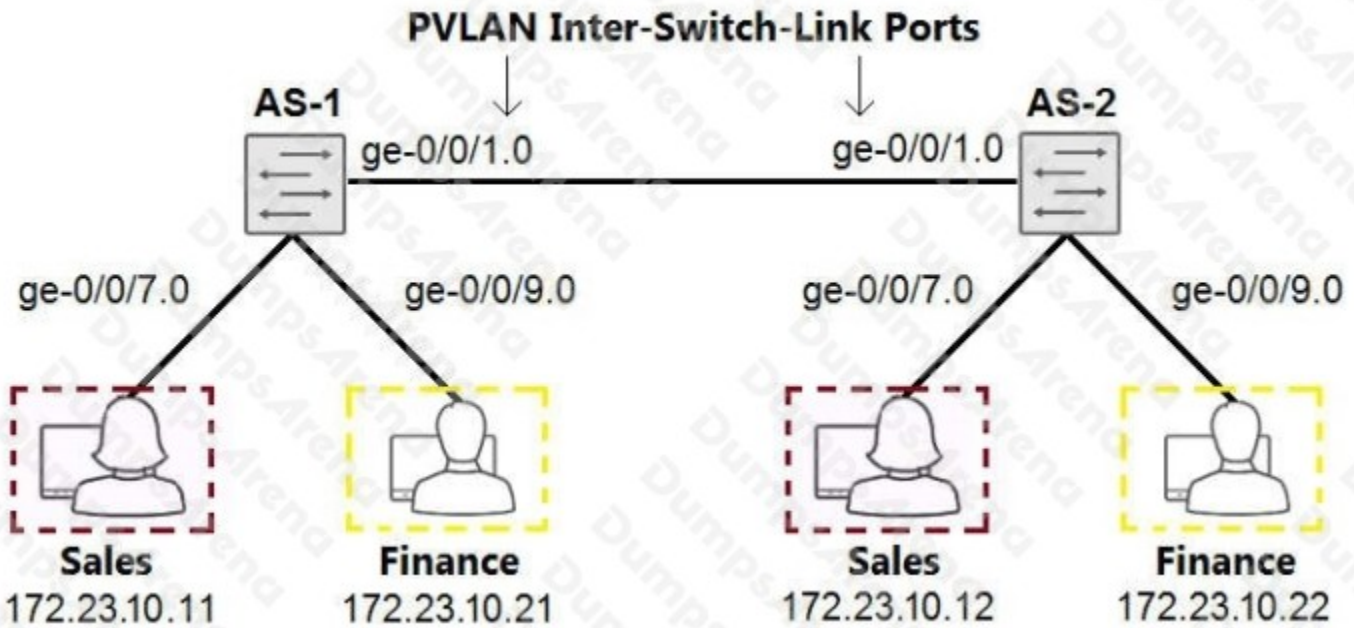 PVLAN Inter-Switch-Link Ports
AS-1
AS-2
ge-0/0/1.0
ge-0/0/1.0
ge-0/0/7.0
ge-0/0/9.0
ge-0/0/7.0
ge-0/0/9.0
Sales
Finance
Sales
Finance
172.23.10.11
172.23.10.21
172.23.10.12
172.23.10.22
DumpsArena